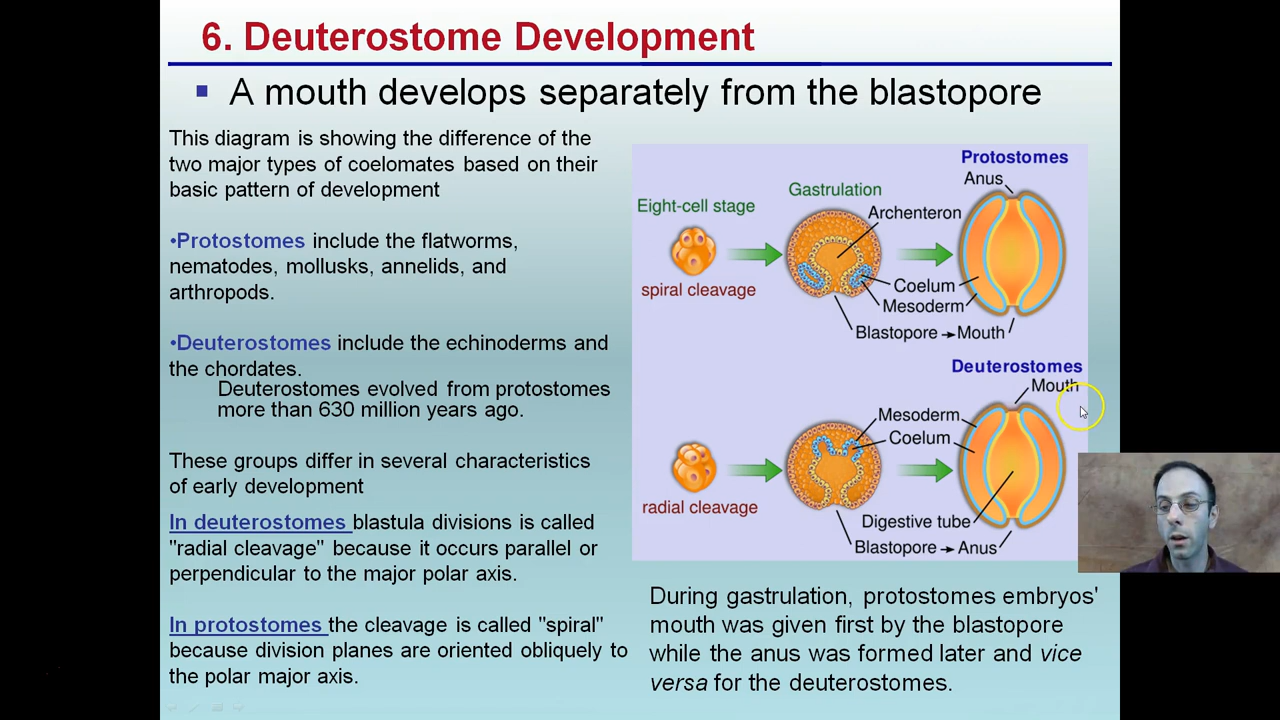 6. Deuterostome Development
▪ A mouth develops separately from the blastopore
This diagram is showing the difference of the
two major types of coelomates based on their
basic pattern of development
•Protostomes include the flatworms,
nematodes, mollusks, annelids, and
arthropods.
•Deuterostomes include the echinoderms and
the chordates.
Deuterostomes evolved from protostomes
more than 630 million years ago.
These groups differ in several characteristics
of early development
In deuterostomes blastula divisions is called
"radial cleavage" because it occurs parallel or
perpendicular to the major polar axis.
In protostomes the cleavage is called "spiral"
because division planes are oriented obliquely to
the polar major axis.
Protostomes
Anus
Gastrulation
Eight-cell stage
Archenteron
spiral cleavage
Coelum
Mesoderm
Blastopore → Mouth
Deuterostomes
Mouth
Mesoderm
Coelum
radial cleavage
Digestive tube
Blastopore → Anus
During gastrulation, protostomes embryos'
mouth was given first by the blastopore
while the anus was formed later and vice
versa for the deuterostomes.